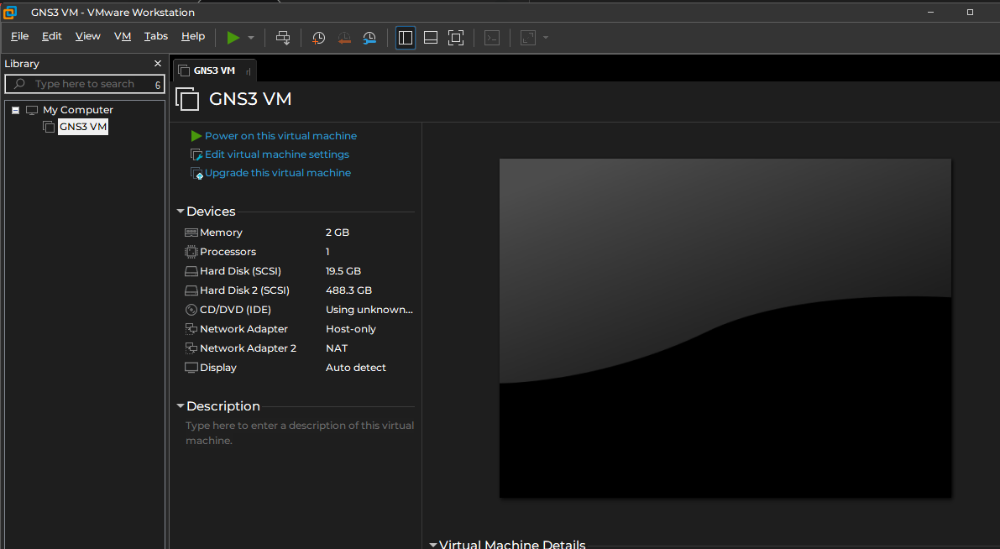 GNS3 VM - VMware Workstation
File Edit View VM Tabs Help
Library
Type here to search
6
My Computer
GNS3 VM
GNS3 VM
GNS3 VM
Power on this virtual machine
Edit virtual machine settings
Upgrade this virtual machine
Devices
Memory 2 GB
Processors 1
Hard Disk (SCSI) 19.5 GB
Hard Disk 2 (SCSI) 488.3 GB
CD/DVD (IDE) Using unknown...
Network Adapter Host-only
Network Adapter 2 NAT
Display Auto detect
Description
Type here to enter a description of this virtual
machine.
Virtual Machine Details